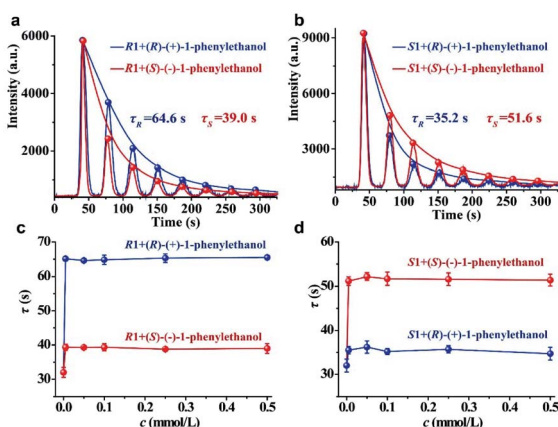 a
R1+(R)-(+)-1-phenylethanol
R1+(S)-(-)-1-phenylethanol
τR=64.6 s τS=39.0 s
Intensity (a.u.)
6000
4000
2000
0 50 100 150 200 250 300
Time (s)
b
S1+(R)-(+)-1-phenylethanol
S1+(S)-(-)-1-phenylethanol
τR=35.2 s τS=51.6 s
Intensity (a.u.)
9000
6000
3000
0 50 100 150 200 250 300
Time (s)
c
R1+(R)-(+)-1-phenylethanol
R1+(S)-(-)-1-phenylethanol
τ (s)
70
60
50
40
30
0.0 0.1 0.2 0.3 0.4 0.5
c (mmol/L)
d
S1+(S)-(-)-1-phenylethanol
S1+(R)-(+)-1-phenylethanol
τ (s)
60
50
40
30
0.0 0.1 0.2 0.3 0.4 0.5
c (mmol/L)